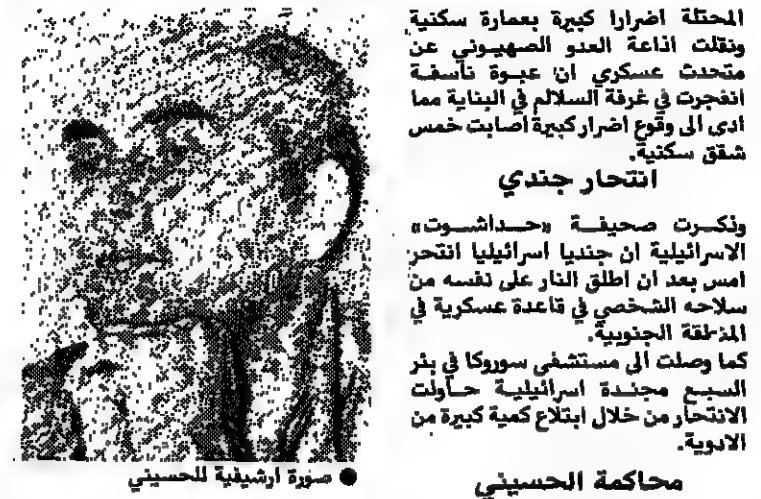 المحتلة اضرارا كبيرة بعمارة سكنية
ونقلت اذاعة العدو الصهيوني عن
متحدث عسكري ان عبوة ناسفة
انفجرت في غرفة السلالم في البناية مما
ادى الى وقوع اضرار كبيرة أصابت خمس
شقق سكنية.
انتحار جندي
وذكرت صحيفة «حداشوت»
الاسرائيلية ان جنديا اسرائيليا انتحر
امس بعد ان اطلق النار على نفسه من
سلاحه الشخصي في قاعدة عسكرية في
المنطقة الجنوبية.
كما وصلت الى مستشفى سوروكا في بئر
السبع مجندة اسرائيلية حاولت
الانتحار من خلال ابتلاع كمية كبيرة من
الادوية.
محاكمة الحسيني
● صورة ارشيفية للحسيني